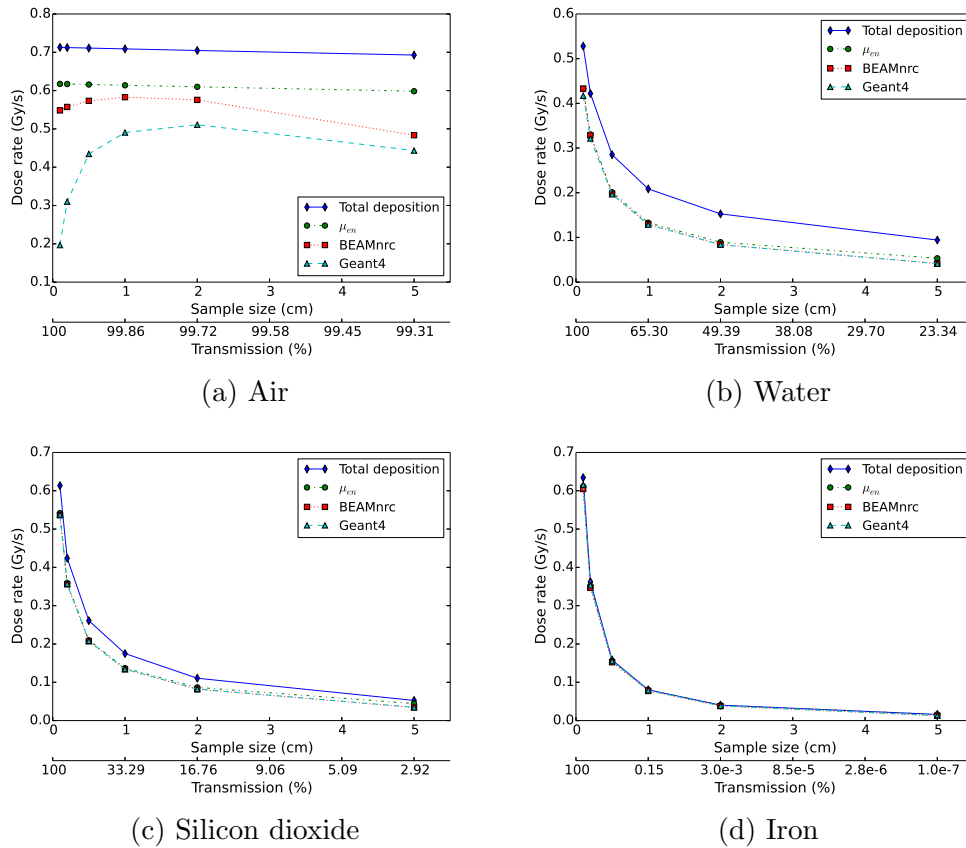 0.8
0.7
0.6
0.5
0.4
0.3
0.2
0.1
Dose rate (Gy/s)
Total deposition
μen
BEAMnrc
Geant4
0 1 2 3 4 5
Sample size (cm)
100 99.86 99.72 99.58 99.45 99.31
Transmission (%)
(a) Air
0.6
0.5
0.4
0.3
0.2
0.1
0.0
Dose rate (Gy/s)
Total deposition
μen
BEAMnrc
Geant4
0 1 2 3 4 5
Sample size (cm)
100 65.30 49.39 38.08 29.70 23.34
Transmission (%)
(b) Water
0.7
0.6
0.5
0.4
0.3
0.2
0.1
0.0
Dose rate (Gy/s)
Total deposition
μen
BEAMnrc
Geant4
0 1 2 3 4 5
Sample size (cm)
100 33.29 16.76 9.06 5.09 2.92
Transmission (%)
(c) Silicon dioxide
0.7
0.6
0.5
0.4
0.3
0.2
0.1
0.0
Dose rate (Gy/s)
Total deposition
μen
BEAMnrc
Geant4
0 1 2 3 4 5
Sample size (cm)
100 0.15 3.0e-3 8.5e-5 2.8e-6 1.0e-7
Transmission (%)
(d) Iron